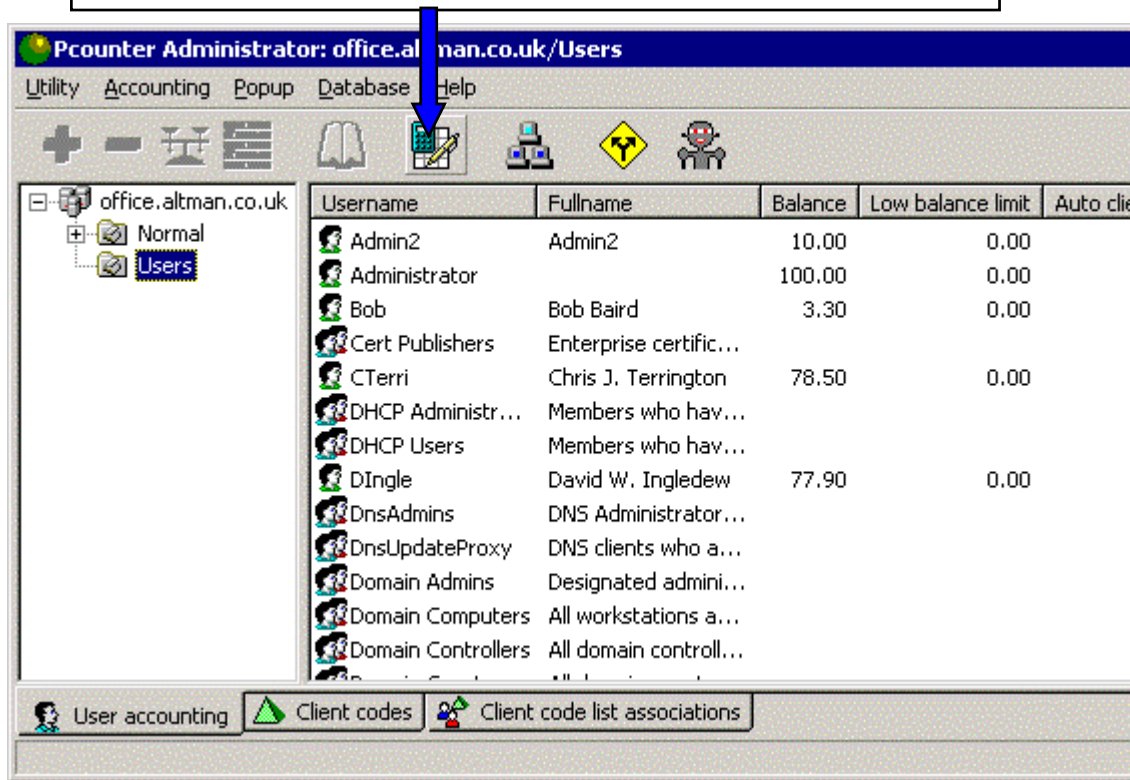 Pcounter Administrator: office.al man.co.uk/Users
Utility Accounting Popup Database Help
office.altman.co.uk
Normal
Users
Username Fullname Balance Low balance limit Auto clie
Admin2 Admin2 10.00 0.00
Administrator 100.00 0.00
Bob Bob Baird 3.30 0.00
Cert Publishers Enterprise certific...
CTerri Chris J. Terrington 78.50 0.00
DHCP Administr... Members who hav...
DHCP Users Members who hav...
DIngle David W. Ingledew 77.90 0.00
DnsAdmins DNS Administrator...
DnsUpdateProxy DNS clients who a...
Domain Admins Designated admini...
Domain Computers All workstations a...
Domain Controllers All domain controll...
User accounting Client codes Client code list associations